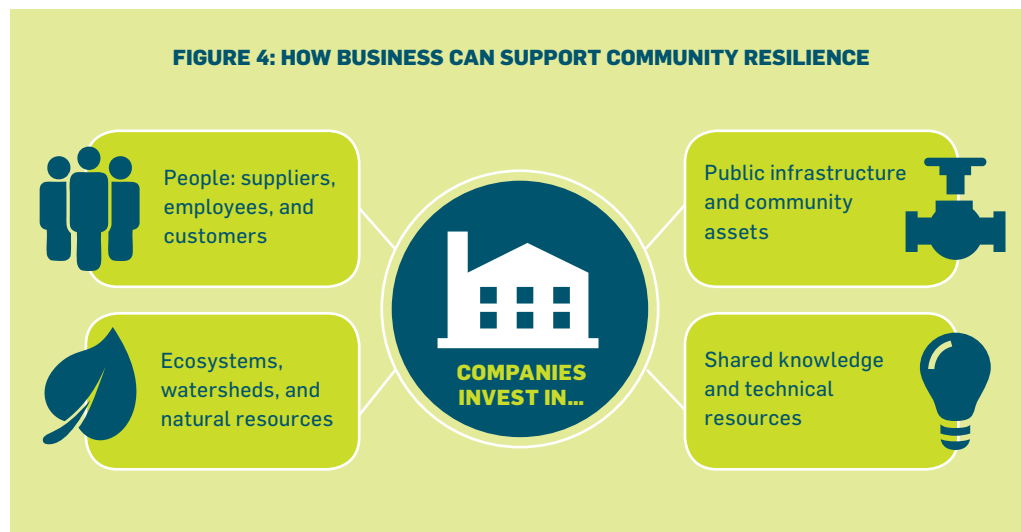 FIGURE 4: HOW BUSINESS CAN SUPPORT COMMUNITY RESILIENCE
People: suppliers,
employees, and
customers
Ecosystems,
watersheds, and
natural resources
COMPANIES
INVEST IN...
Public infrastructure
and community
assets
Shared knowledge
and technical
resources